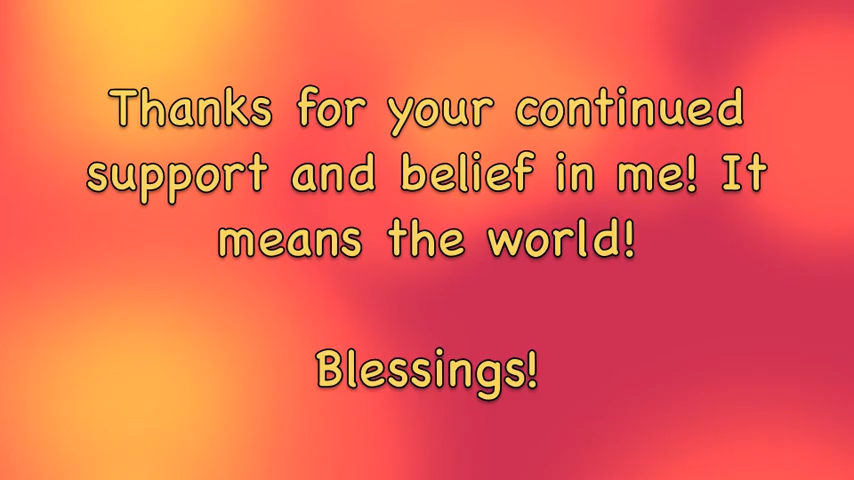 Thanks for your continued
support and belief in me! It
means the world!
Blessings!